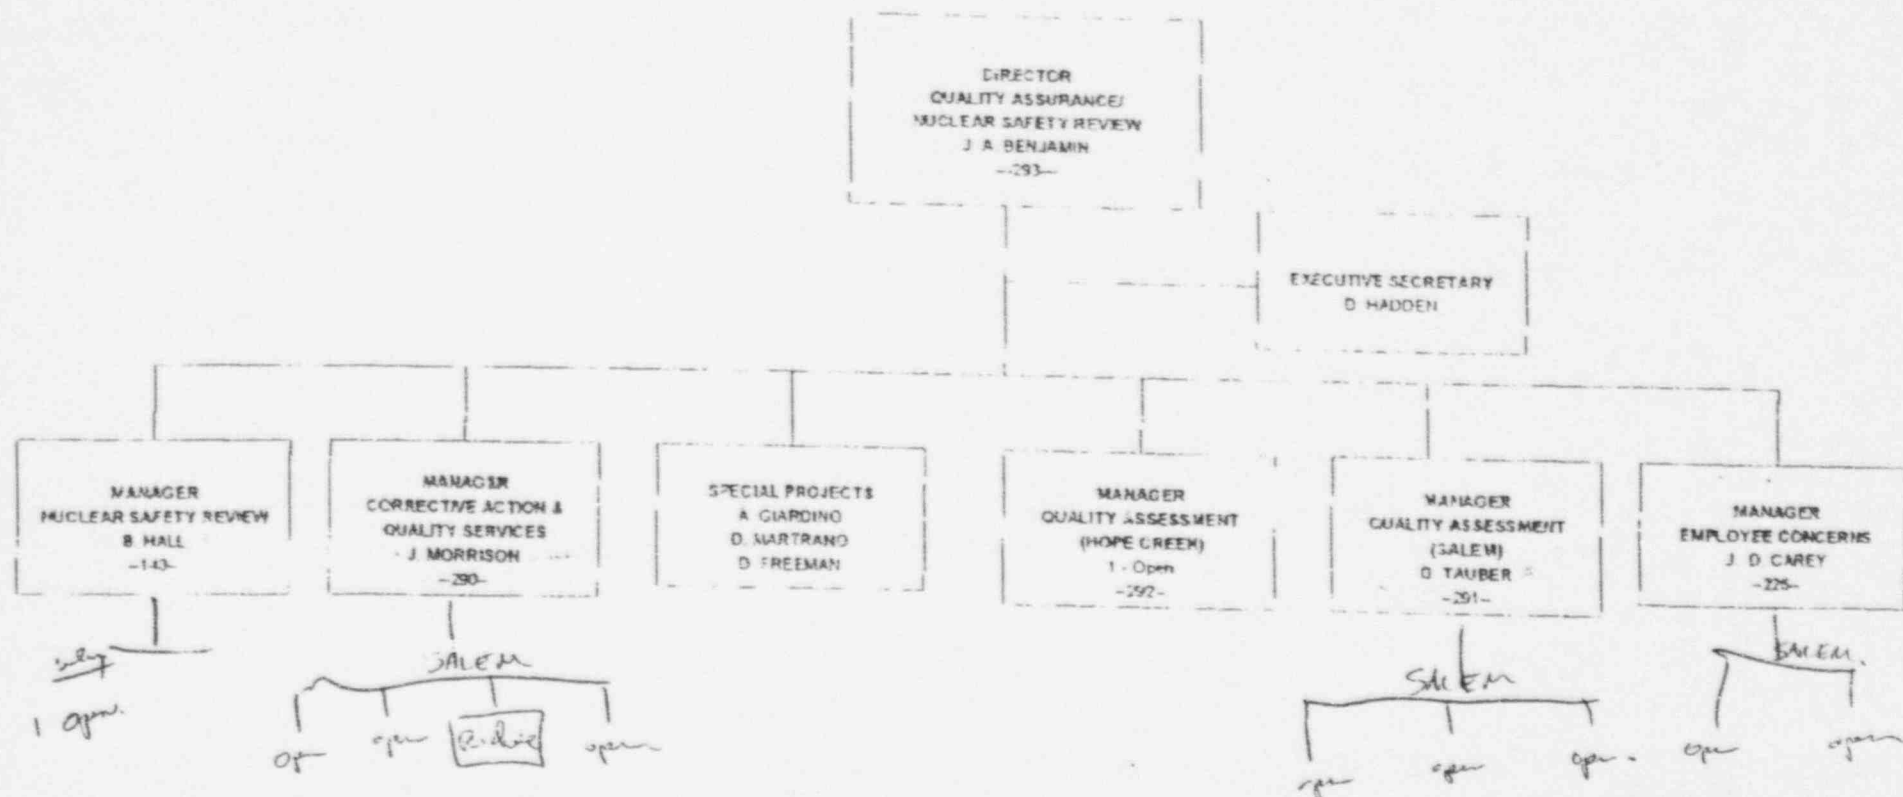 DIRECTOR
QUALITY ASSURANCE/
NUCLEAR SAFETY REVIEW
J. A. BENJAMIN
--293--
EXECUTIVE SECRETARY
D. HADDEN
MANAGER
NUCLEAR SAFETY REVIEW
B. HALL
--143--
MANAGER
CORRECTIVE ACTION &
QUALITY SERVICES
J. MORRISON
--290--
SPECIAL PROJECTS
A. GIARDINO
D. MARTRANO
D. FREEMAN
MANAGER
QUALITY ASSESSMENT
(HOPE CREEK)
1 - Open
--292--
MANAGER
QUALITY ASSESSMENT
(SALEM)
D. TAUBER
--291--
MANAGER
EMPLOYEE CONCERNS
J. D. CAREY
--225--
1 Open.
SALEM
open open open
SALEM
open open open.
SALEM.
open open